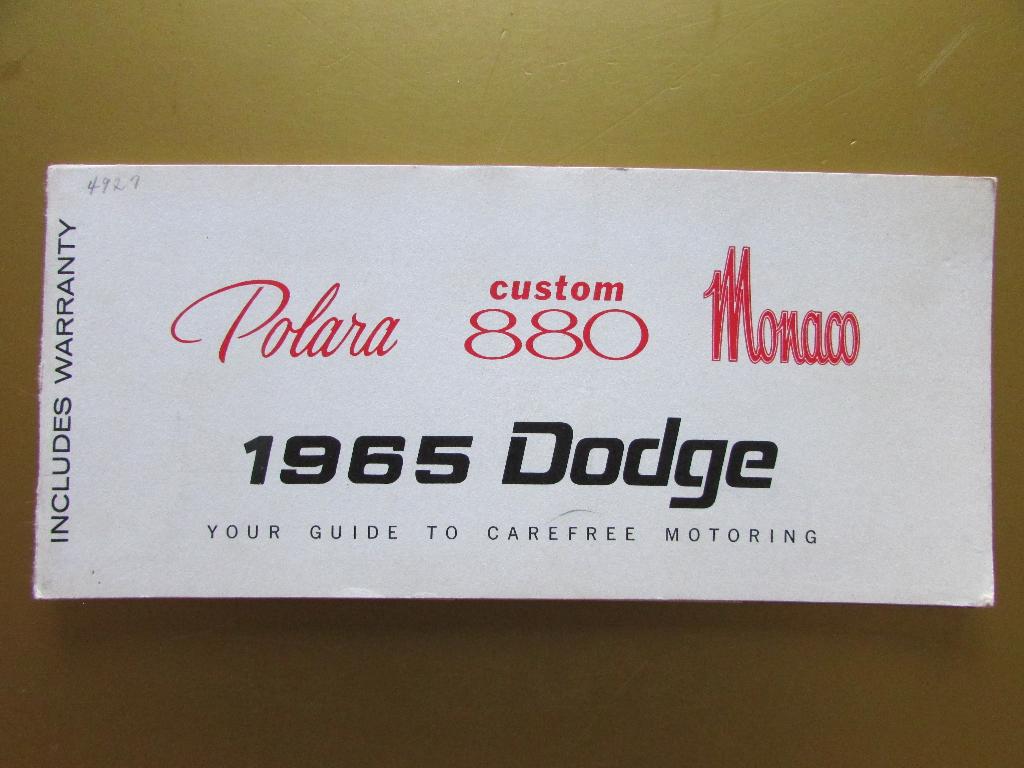 4927
INCLUDES WARRANTY
Polara custom 880 Monaco
1965 Dodge
YOUR GUIDE TO CAREFREE MOTORING